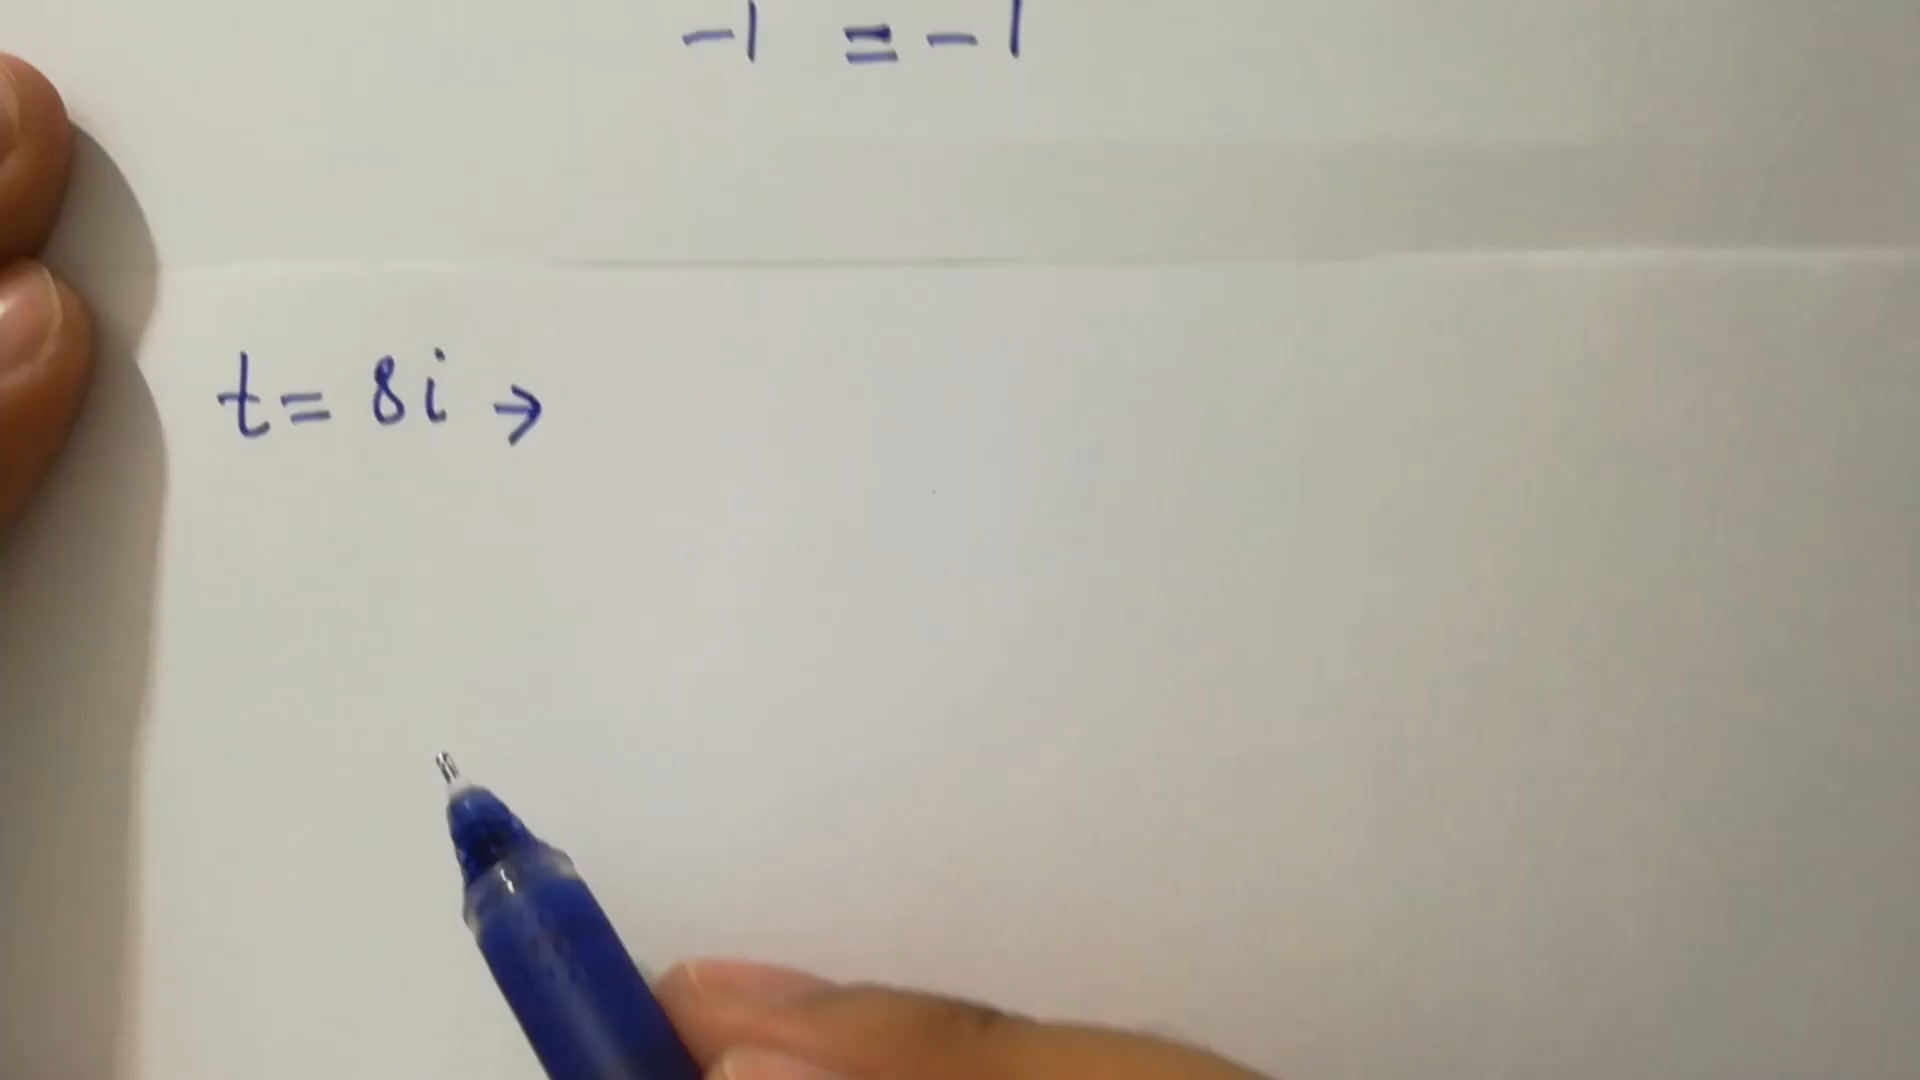 -1 = -1
t = 8i →